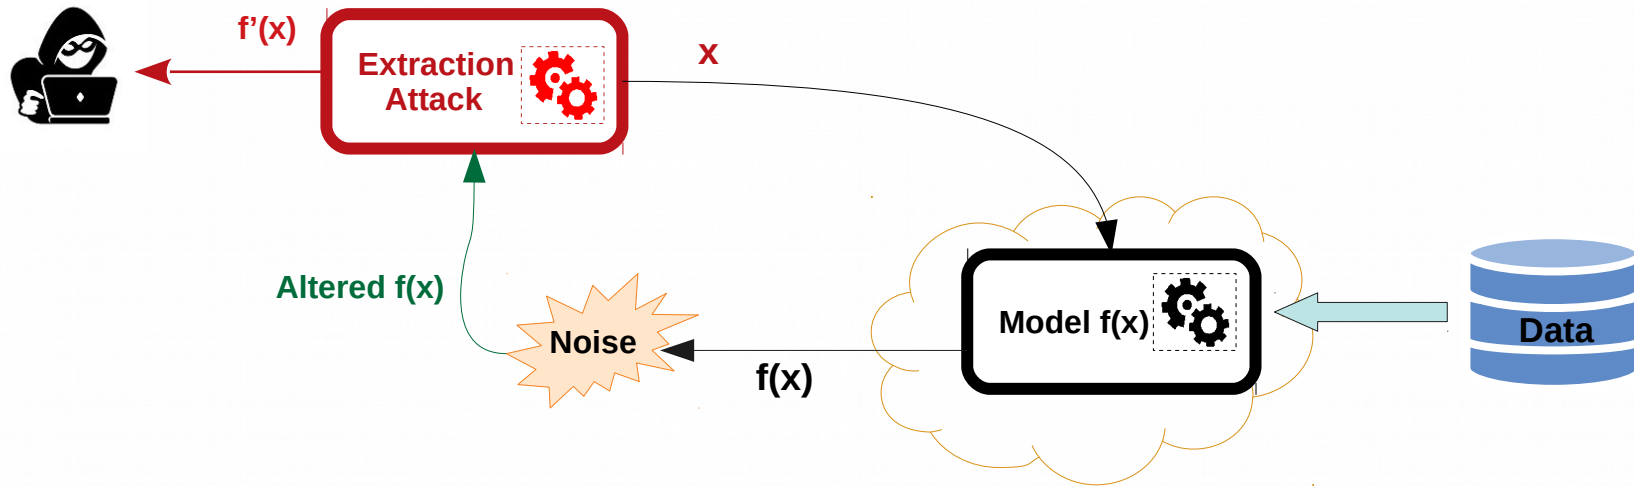 f’(x)
Extraction
Attack
x
Altered f(x)
Noise
f(x)
Model f(x)
Data